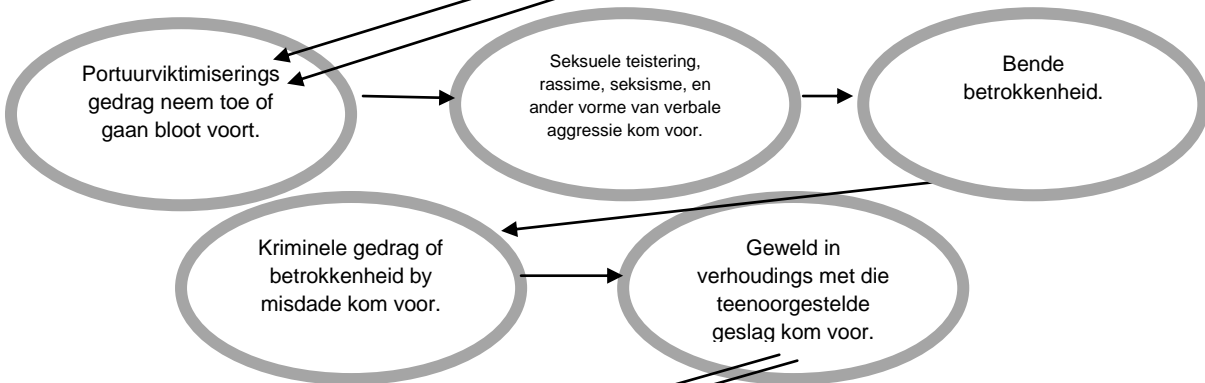 Portuurviktimiserings
gedrag neem toe of
gaan bloot voort.
Seksuele teistering,
rassime, seksisme, en
ander vorme van verbale
aggressie kom voor.
Bende
betrokkenheid.
Kriminele gedrag of
betrokkenheid by
misdade kom voor.
Geweld in
verhoudings met die
teenoorgestelde
geslag kom voor.